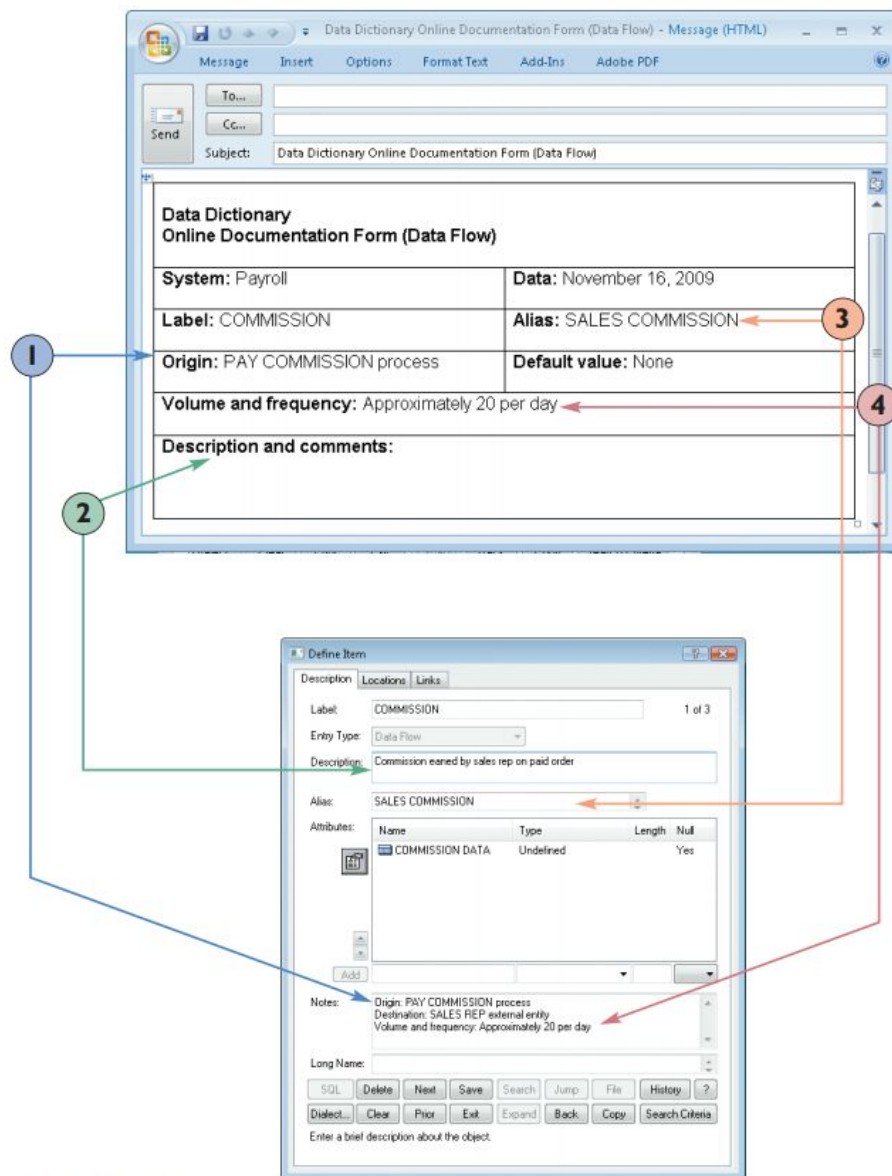 Data Dictionary Online Documentation Form (Data Flow) - Message (HTML)
Message Insert Options Format Text Add-Ins Adobe PDF
To...
Cc...
Send
Subject: Data Dictionary Online Documentation Form (Data Flow)
Data Dictionary
Online Documentation Form (Data Flow)
System: Payroll Data: November 16, 2009
Label: COMMISSION Alias: SALES COMMISSION
3
1
Origin: PAY COMMISSION process Default value: None
Volume and frequency: Approximately 20 per day
4
Description and comments:
2
Define Item
Description Locations Links
Label: COMMISSION 1 of 3
Entry Type: Data Flow
Description: Commission eaned by sales rep on paid order
Alias: SALES COMMISSION
Attributes: Name Type Length Null
COMMISSION DATA Undefined Yes
Add
Notes: Origin: PAY COMMISSION process
Destination: SALES REP external entity
Volume and frequency: Approximately 20 per day
Long Name:
SQL Delete Next Save Search Jump File History ?
Dialect... Clear Prior Exit Expand Back Copy Search Criteria
Enter a brief description about the object.